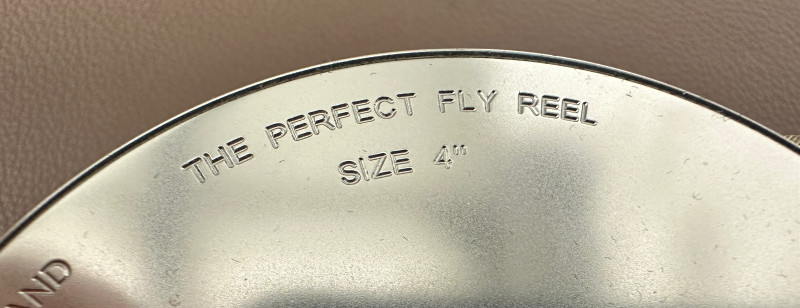 THE PERFECT FLY REEL
SIZE 4"